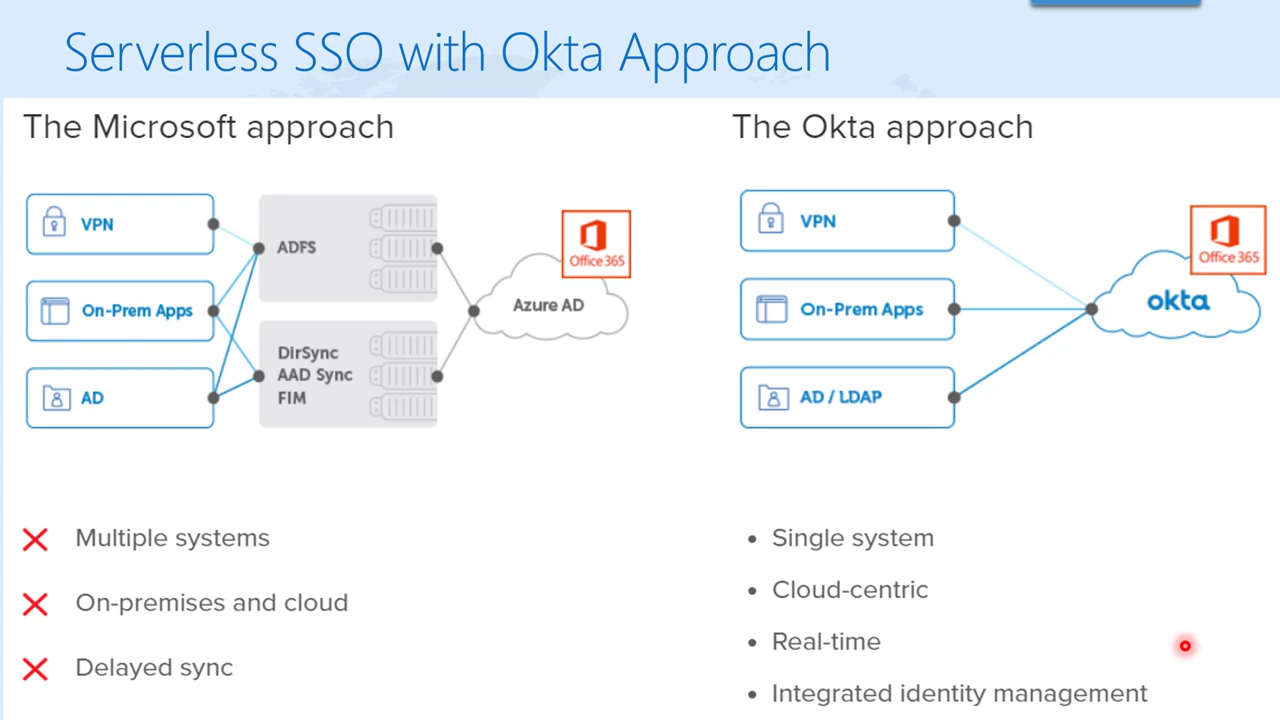 Serverless SSO with Okta Approach
The Microsoft approach
VPN
On-Prem Apps
AD
ADFS
DirSync
AAD Sync
FIM
Azure AD
Office 365
Multiple systems
On-premises and cloud
Delayed sync
The Okta approach
VPN
On-Prem Apps
AD / LDAP
okta
Office 365
Single system
Cloud-centric
Real-time
Integrated identity management